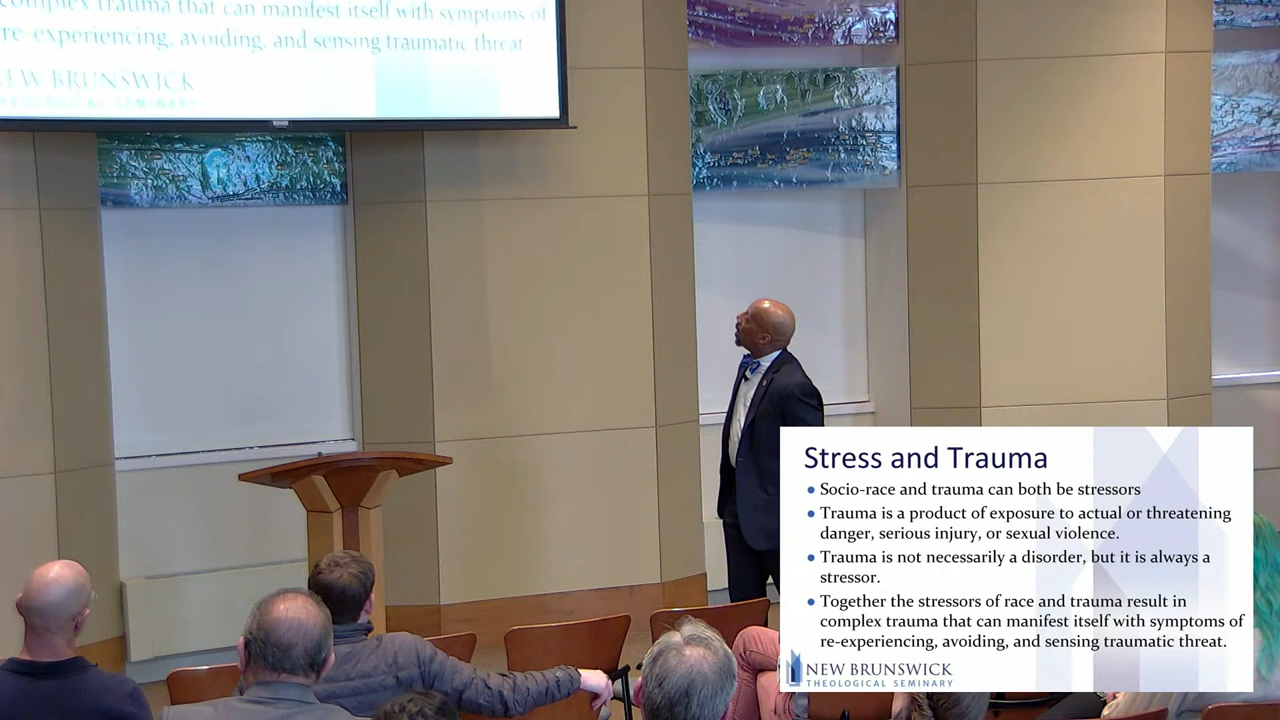 complex trauma that can manifest itself with symptoms of
re-experiencing, avoiding, and sensing traumatic threat
NEW BRUNSWICK
THEOLOGICAL SEMINARY
Stress and Trauma
● Socio-race and trauma can both be stressors
● Trauma is a product of exposure to actual or threatening
danger, serious injury, or sexual violence.
● Trauma is not necessarily a disorder, but it is always a
stressor.
● Together the stressors of race and trauma result in
complex trauma that can manifest itself with symptoms of
re-experiencing, avoiding, and sensing traumatic threat.
NEW BRUNSWICK
THEOLOGICAL SEMINARY